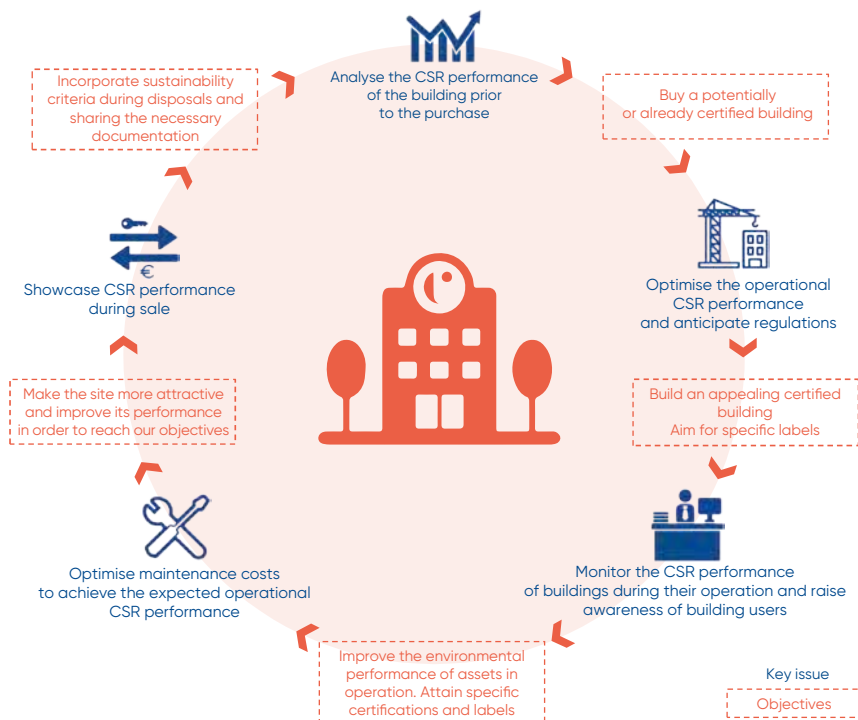 Analyse the CSR performance
of the building prior
to the purchase
Buy a potentially
or already certified building
Optimise the operational
CSR performance
and anticipate regulations
Build an appealing certified
building
Aim for specific labels
Monitor the CSR performance
of buildings during their operation and raise
awareness of building users
Improve the environmental
performance of assets in
operation. Attain specific
certifications and labels
Optimise maintenance costs
to achieve the expected operational
CSR performance
Make the site more attractive
and improve its performance
in order to reach our objectives
€
Showcase CSR performance
during sale
Incorporate sustainability
criteria during disposals and
sharing the necessary
documentation
Key issue
Objectives